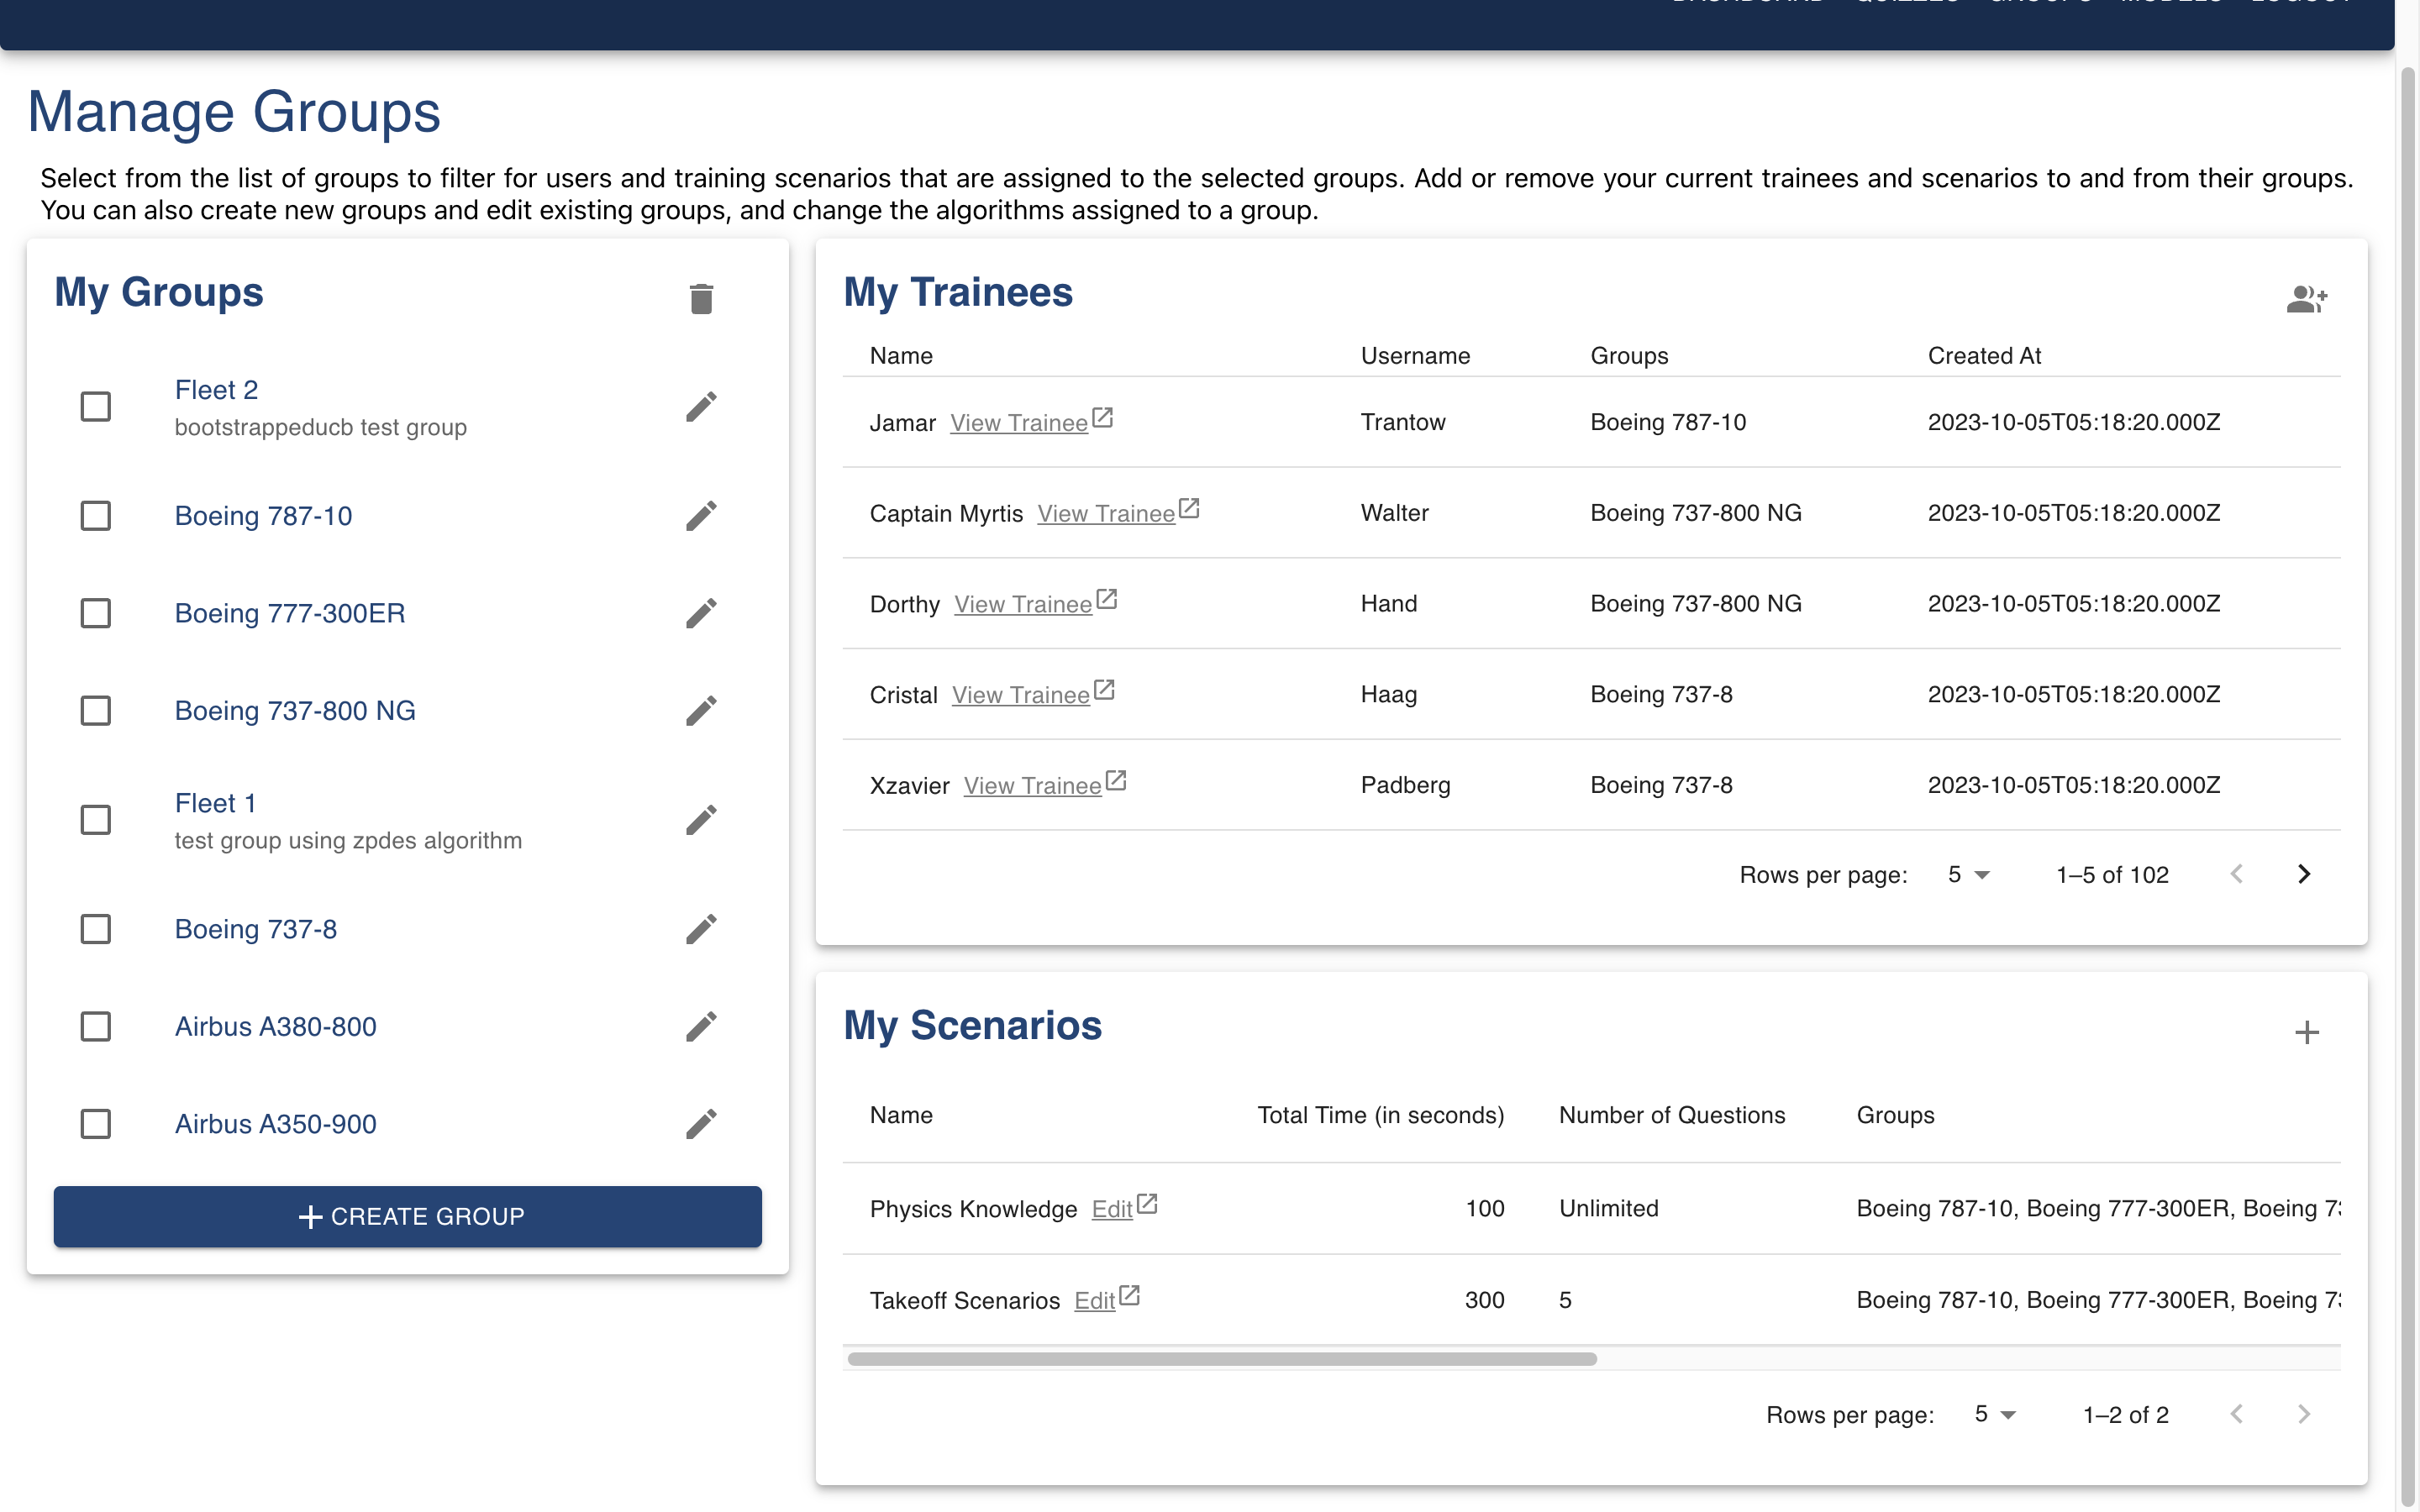 Manage Groups
Select from the list of groups to filter for users and training scenarios that are assigned to the selected groups. Add or remove your current trainees and scenarios to and from their groups.
You can also create new groups and edit existing groups, and change the algorithms assigned to a group.
My Groups
Fleet 2
bootstrappeducb test group
Boeing 787-10
Boeing 777-300ER
Boeing 737-800 NG
Fleet 1
test group using zpdes algorithm
Boeing 737-8
Airbus A380-800
Airbus A350-900
CREATE GROUP
My Trainees
Name Username Groups Created At
Jamar View Trainee Trantow Boeing 787-10 2023-10-05T05:18:20.000Z
Captain Myrtis View Trainee Walter Boeing 737-800 NG 2023-10-05T05:18:20.000Z
Dorthy View Trainee Hand Boeing 737-800 NG 2023-10-05T05:18:20.000Z
Cristal View Trainee Haag Boeing 737-8 2023-10-05T05:18:20.000Z
Xzavier View Trainee Padberg Boeing 737-8 2023-10-05T05:18:20.000Z
Rows per page: 5 1–5 of 102
My Scenarios
Name Total Time (in seconds) Number of Questions Groups
Physics Knowledge Edit 100 Unlimited Boeing 787-10, Boeing 777-300ER, Boeing
Takeoff Scenarios Edit 300 5 Boeing 787-10, Boeing 777-300ER, Boeing
Rows per page: 5 1–2 of 2